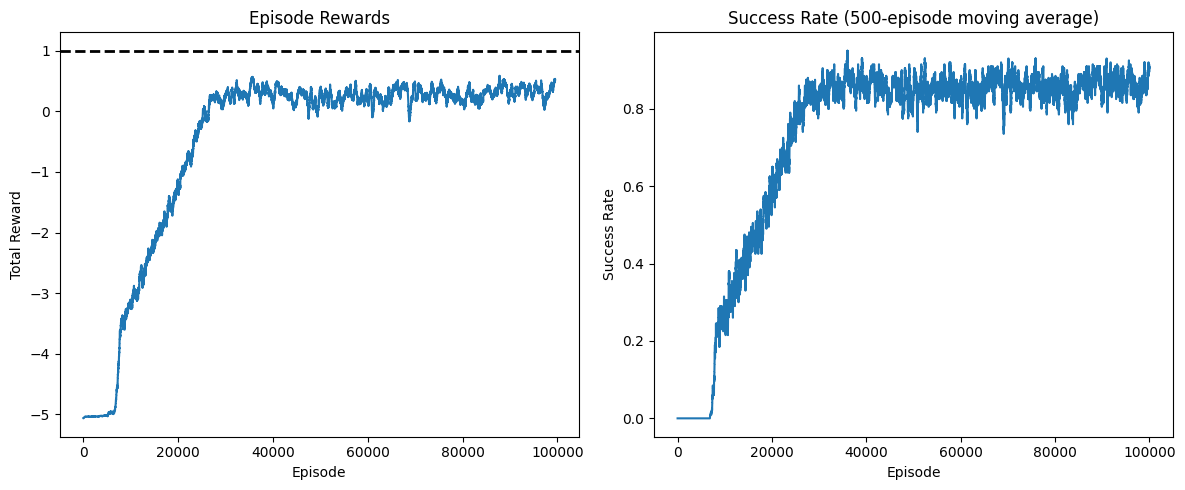 Episode Rewards
1
0
−1
−2
−3
−4
−5
Total Reward
0 20000 40000 60000 80000 100000
Episode
Success Rate (500-episode moving average)
0.8
0.6
0.4
0.2
0.0
Success Rate
0 20000 40000 60000 80000 100000
Episode